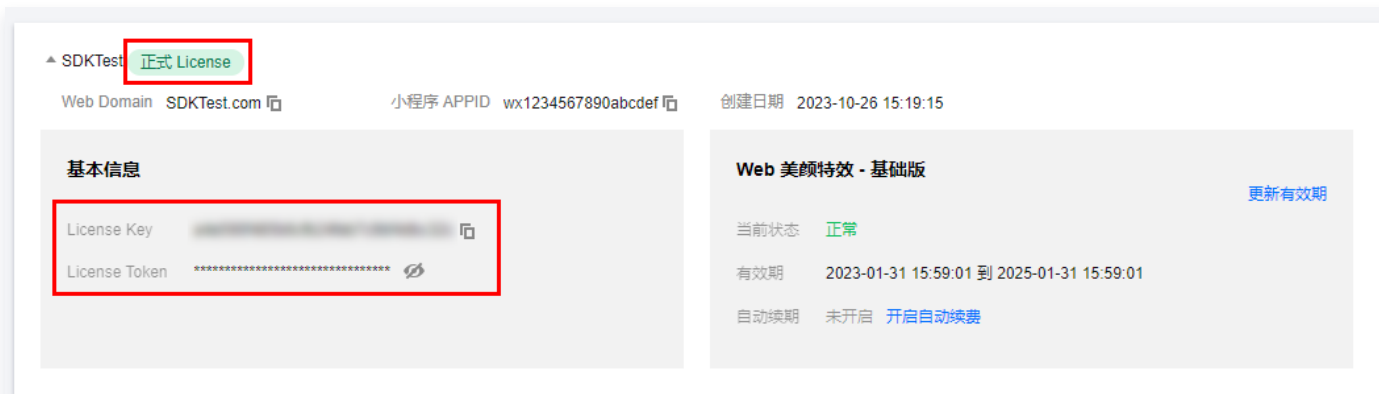 SDKTest 正式 License
Web Domain SDKTest.com 小程序 APPID wx1234567890abcdef 创建日期 2023-10-26 15:19:15
基本信息
License Key
License Token ********************************
Web 美颜特效 - 基础版
更新有效期
当前状态 正常
有效期 2023-01-31 15:59:01 到 2025-01-31 15:59:01
自动续期 未开启 开启自动续费